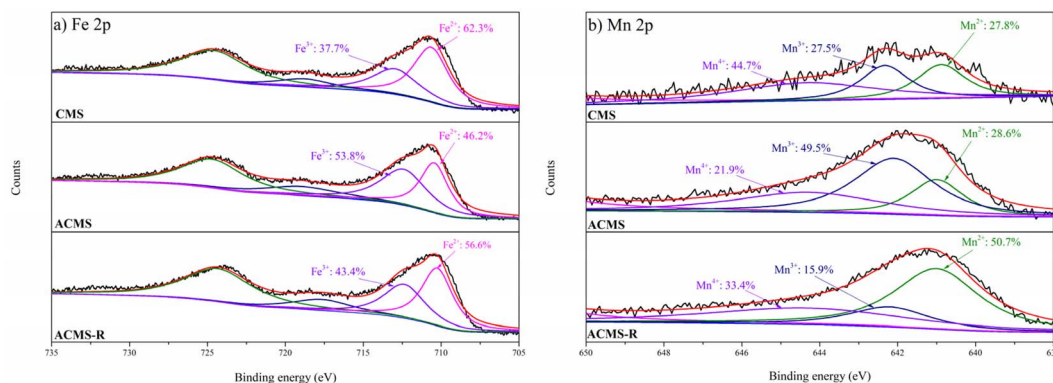 a) Fe 2p
Fe³⁺: 37.7%
Fe²⁺: 62.3%
CMS
Fe³⁺: 53.8%
Fe²⁺: 46.2%
ACMS
Fe³⁺: 43.4%
Fe²⁺: 56.6%
ACMS-R
Counts
735 730 725 720 715 710 705
Binding energy (eV)
b) Mn 2p
Mn⁴⁺: 44.7%
Mn³⁺: 27.5%
Mn²⁺: 27.8%
CMS
Mn⁴⁺: 21.9%
Mn³⁺: 49.5%
Mn²⁺: 28.6%
ACMS
Mn⁴⁺: 33.4%
Mn³⁺: 15.9%
Mn²⁺: 50.7%
ACMS-R
Counts
650 648 646 644 642 640
Binding energy (eV)